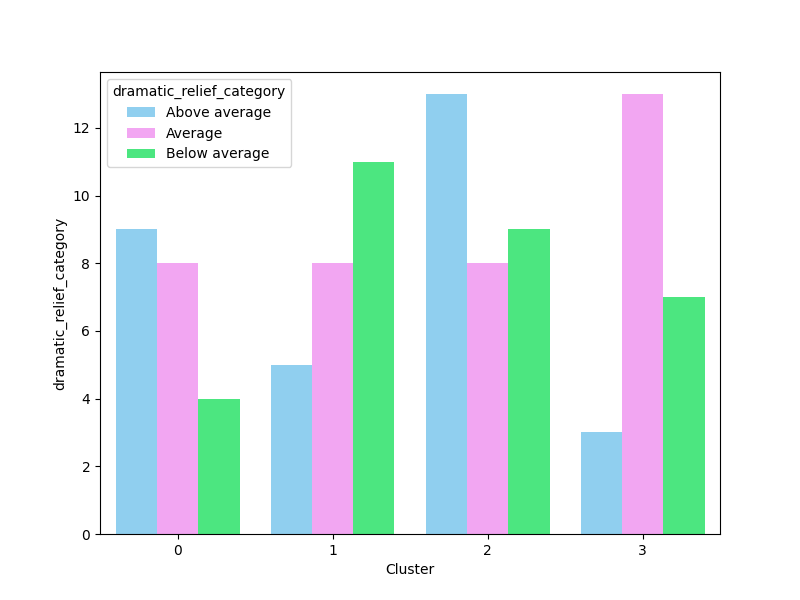 dramatic_relief_category
Above average
Average
Below average
dramatic_relief_category
12
10
8
6
4
2
0
0 1 2 3
Cluster